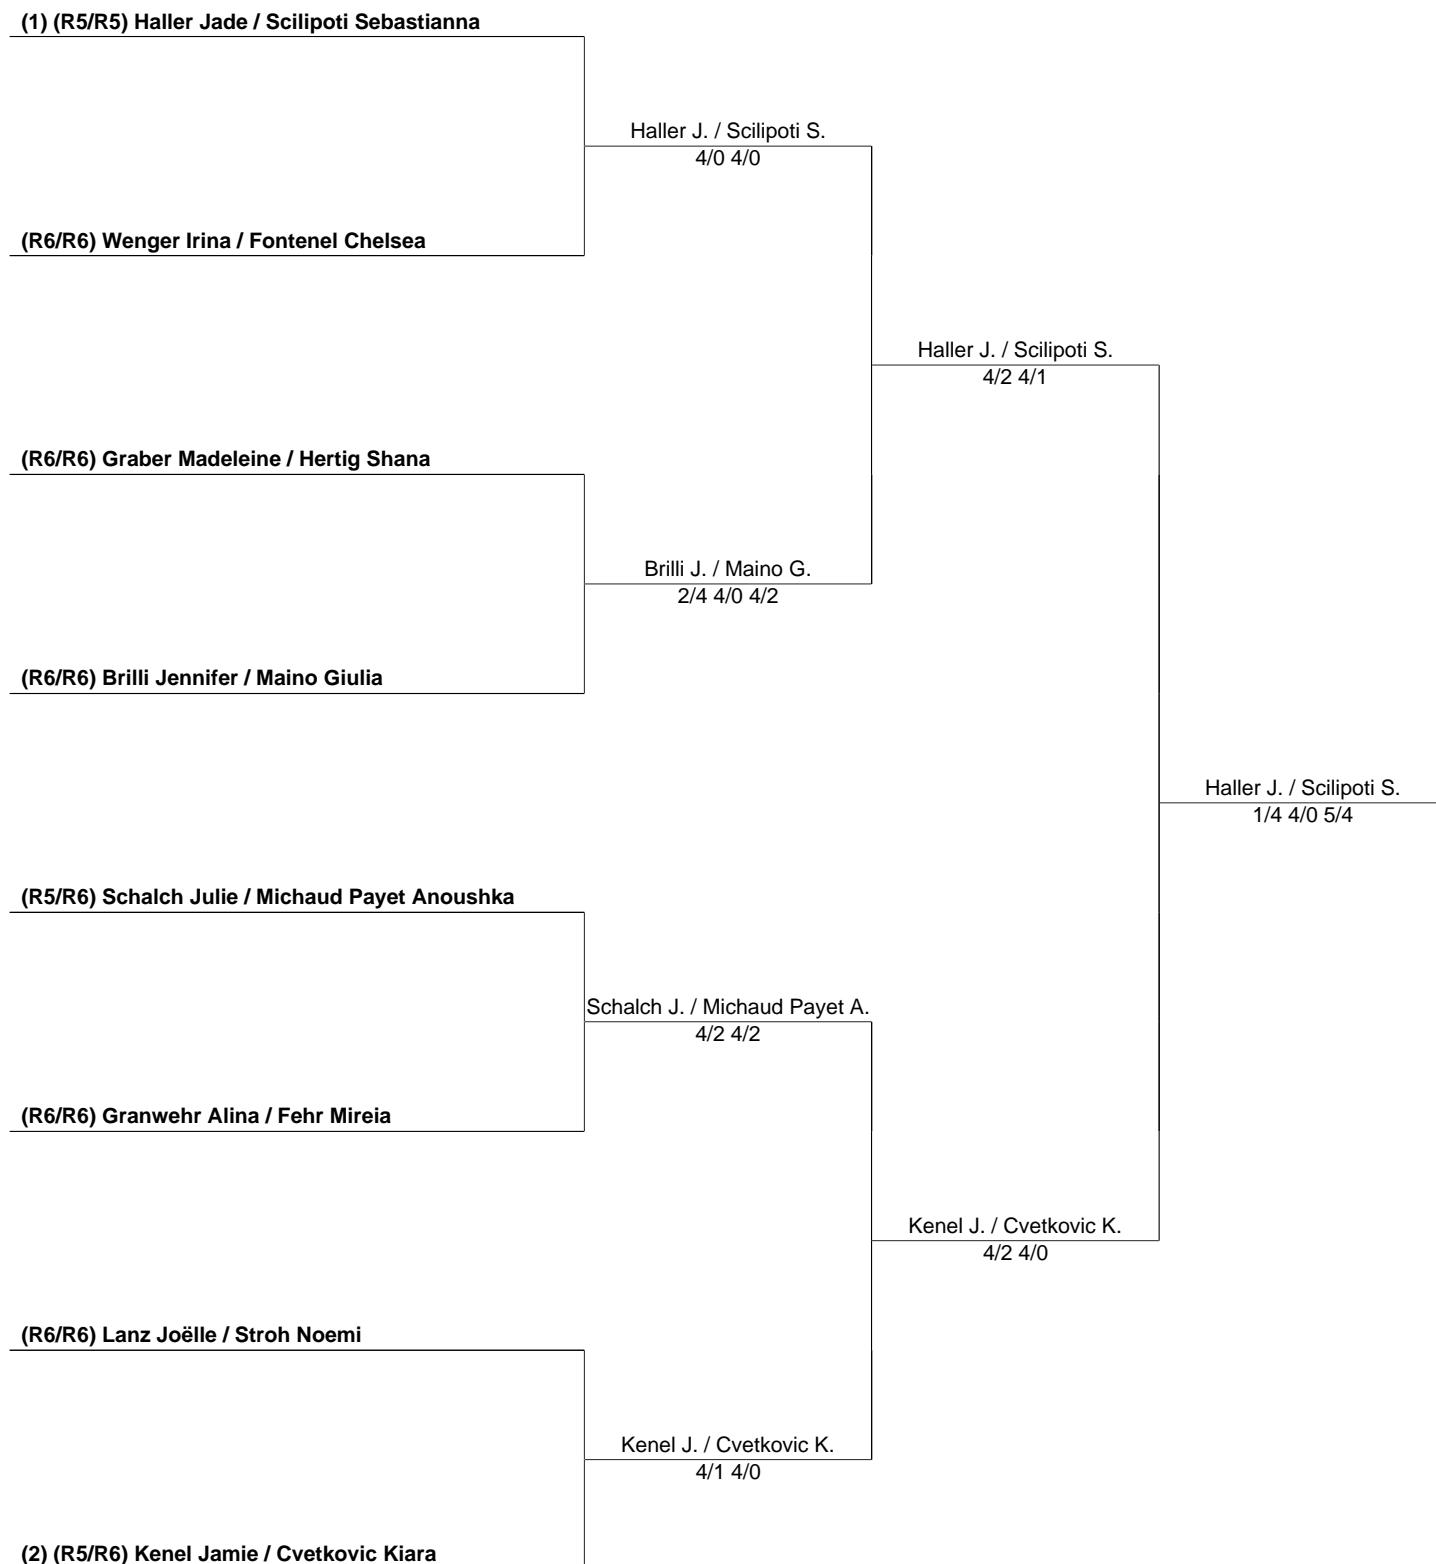 (1) (R5/R5) Haller Jade / Scilipoti Sebastianna
Haller J. / Scilipoti S.
4/0 4/0
(R6/R6) Wenger Irina / Fontenel Chelsea
Haller J. / Scilipoti S.
4/2 4/1
(R6/R6) Graber Madeleine / Hertig Shana
Brilli J. / Maino G.
2/4 4/0 4/2
(R6/R6) Brilli Jennifer / Maino Giulia
Haller J. / Scilipoti S.
1/4 4/0 5/4
(R5/R6) Schalch Julie / Michaud Payet Anoushka
Schalch J. / Michaud Payet A.
4/2 4/2
(R6/R6) Granwehr Alina / Fehr Mireia
Kenel J. / Cvetkovic K.
4/2 4/0
(R6/R6) Lanz Joëlle / Stroh Noemi
Kenel J. / Cvetkovic K.
4/1 4/0
(2) (R5/R6) Kenel Jamie / Cvetkovic Kiara